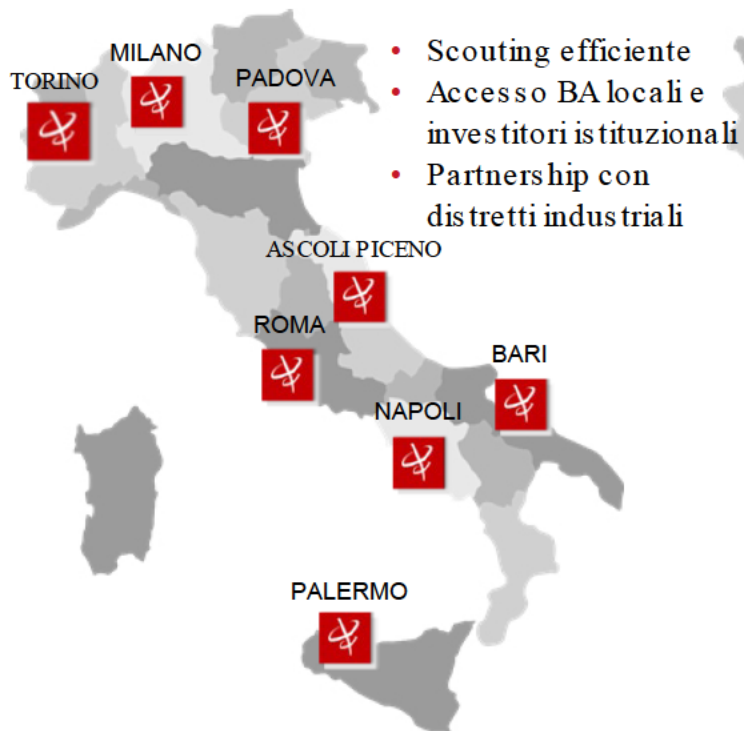 MILANO
TORINO
PADOVA
• Scouting efficiente
• Accesso BA locali e
investitori istituzionali
• Partnership con
distretti industriali
ASCOLI PICENO
ROMA
BARI
NAPOLI
PALERMO